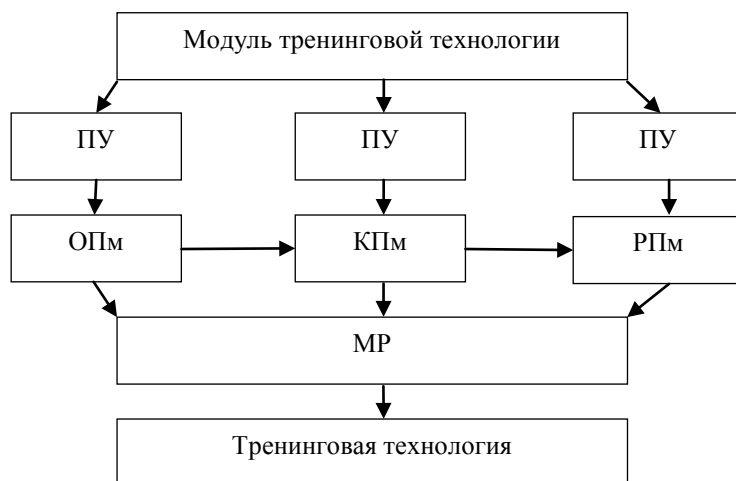 Модуль тренинговой технологии
ПУ
ПУ
ПУ
ОПм
КПм
РПм
МР
Тренинговая технология